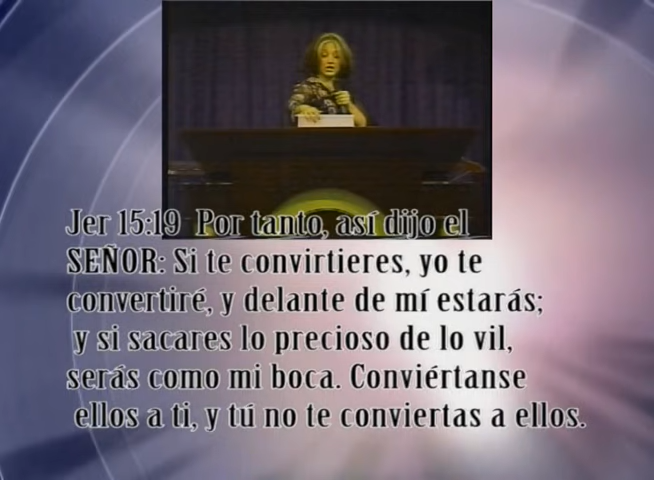 Jer 15:19 Por tanto, así dijo el
SEÑOR: Si te convirtieres, yo te
convertiré, y delante de mí estarás;
y si sacares lo precioso de lo vil,
serás como mi boca. Conviértanse
ellos a ti, y tú no te conviertas a ellos.